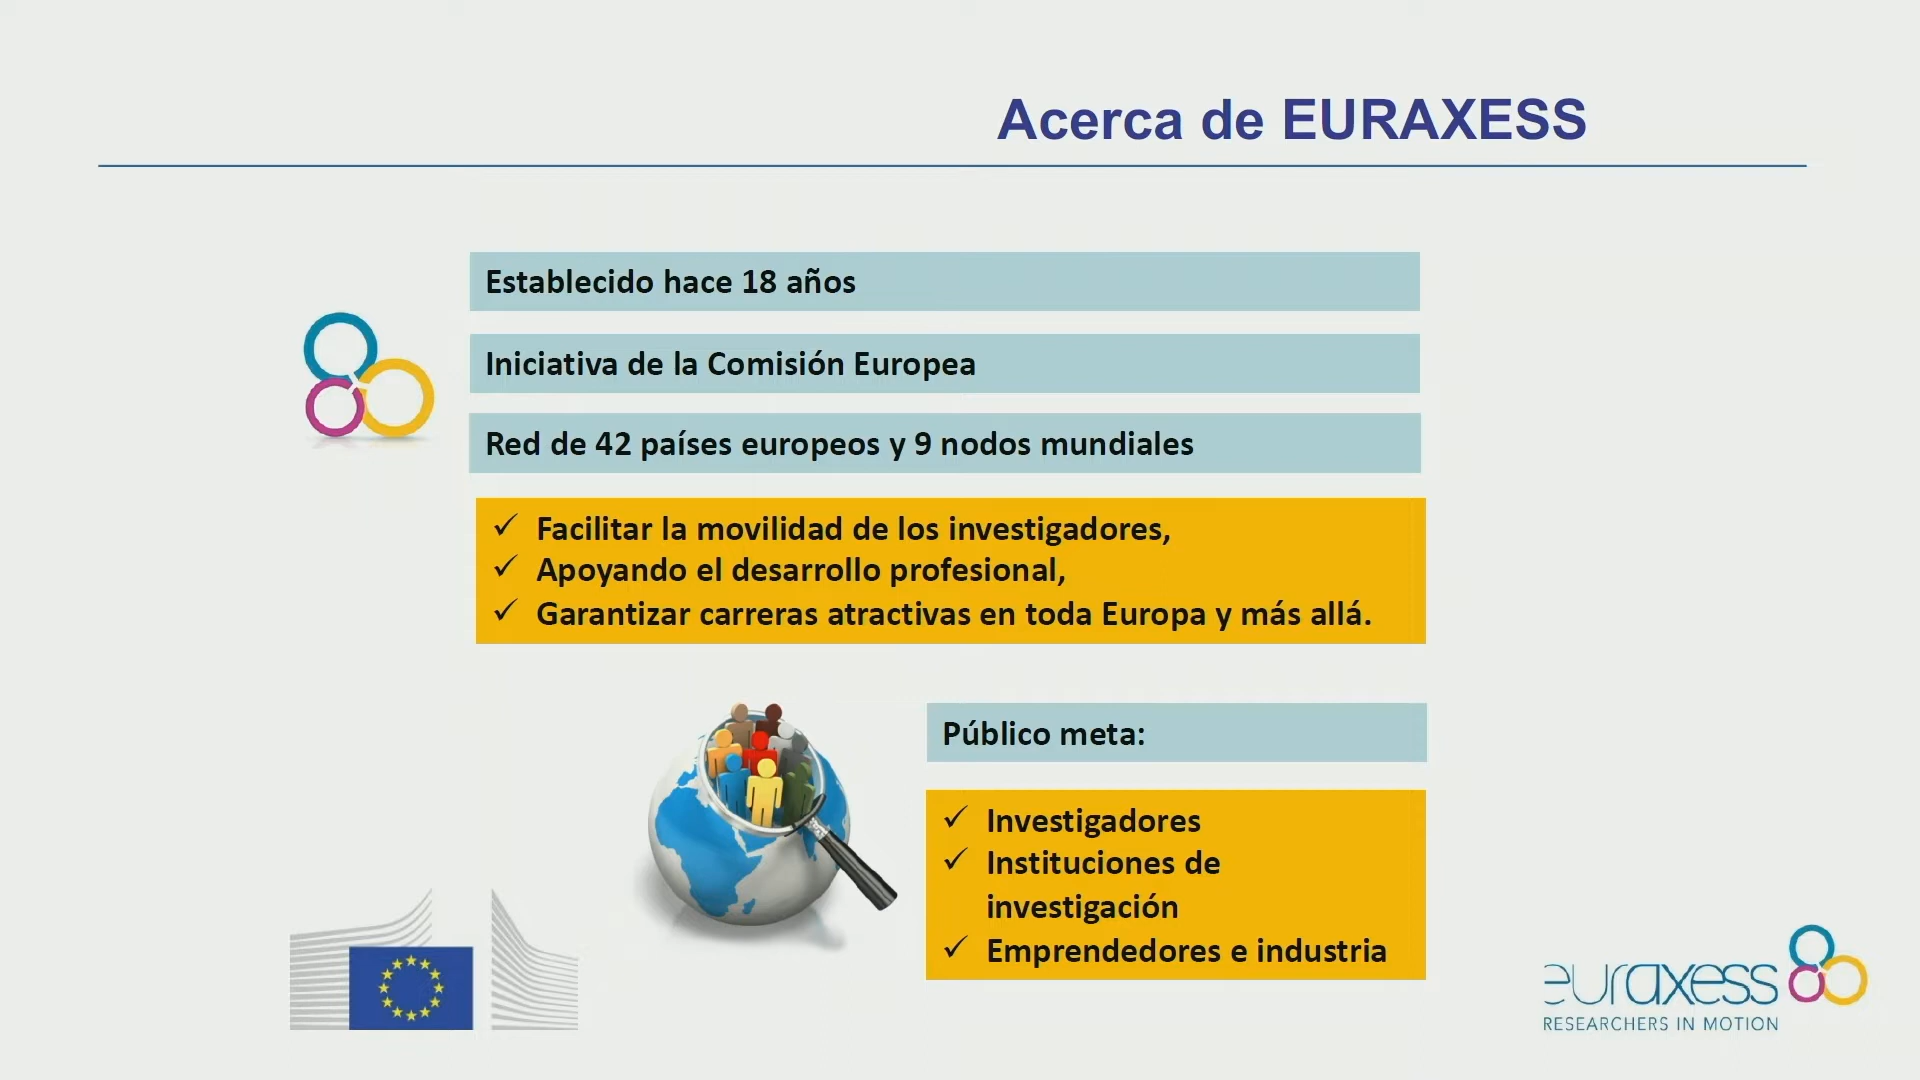 Acerca de EURAXESS
Establecido hace 18 años
Iniciativa de la Comisión Europea
Red de 42 países europeos y 9 nodos mundiales
✓ Facilitar la movilidad de los investigadores,
✓ Apoyando el desarrollo profesional,
✓ Garantizar carreras atractivas en toda Europa y más allá.
Público meta:
✓ Investigadores
✓ Instituciones de
investigación
✓ Emprendedores e industria
euraxess
RESEARCHERS IN MOTION